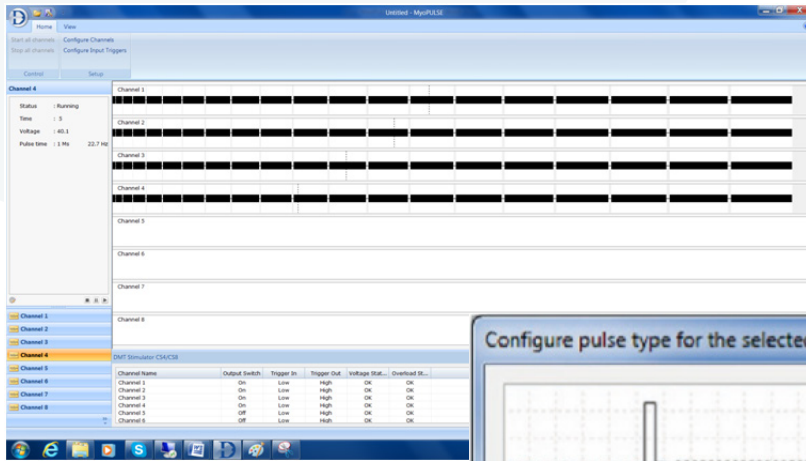 Untitled - MyoPULSE
Home View
Start all channels Configure Channels
Stop all channels Configure Input Triggers
Control Setup
Channel 4
Status : Running
Time : 3
Voltage : 40.1
Pulse time : 1 Ms 22.7 Hz
Channel 1
Channel 2
Channel 3
Channel 4
Channel 5
Channel 6
Channel 7
Channel 8
Channel 1
Channel 2
Channel 3
Channel 4
Channel 5
Channel 6
Channel 7
Channel 8
DMT Stimulator CS4/CS8
Channel Name Output Switch Trigger In Trigger Out Voltage Stat... Overload St...
Channel 1 On Low High OK OK
Channel 2 On Low High OK OK
Channel 3 On Low High OK OK
Channel 4 On Low High OK OK
Channel 5 Off Low High OK OK
Channel 6 Off Low High OK OK
Configure pulse type for the selected